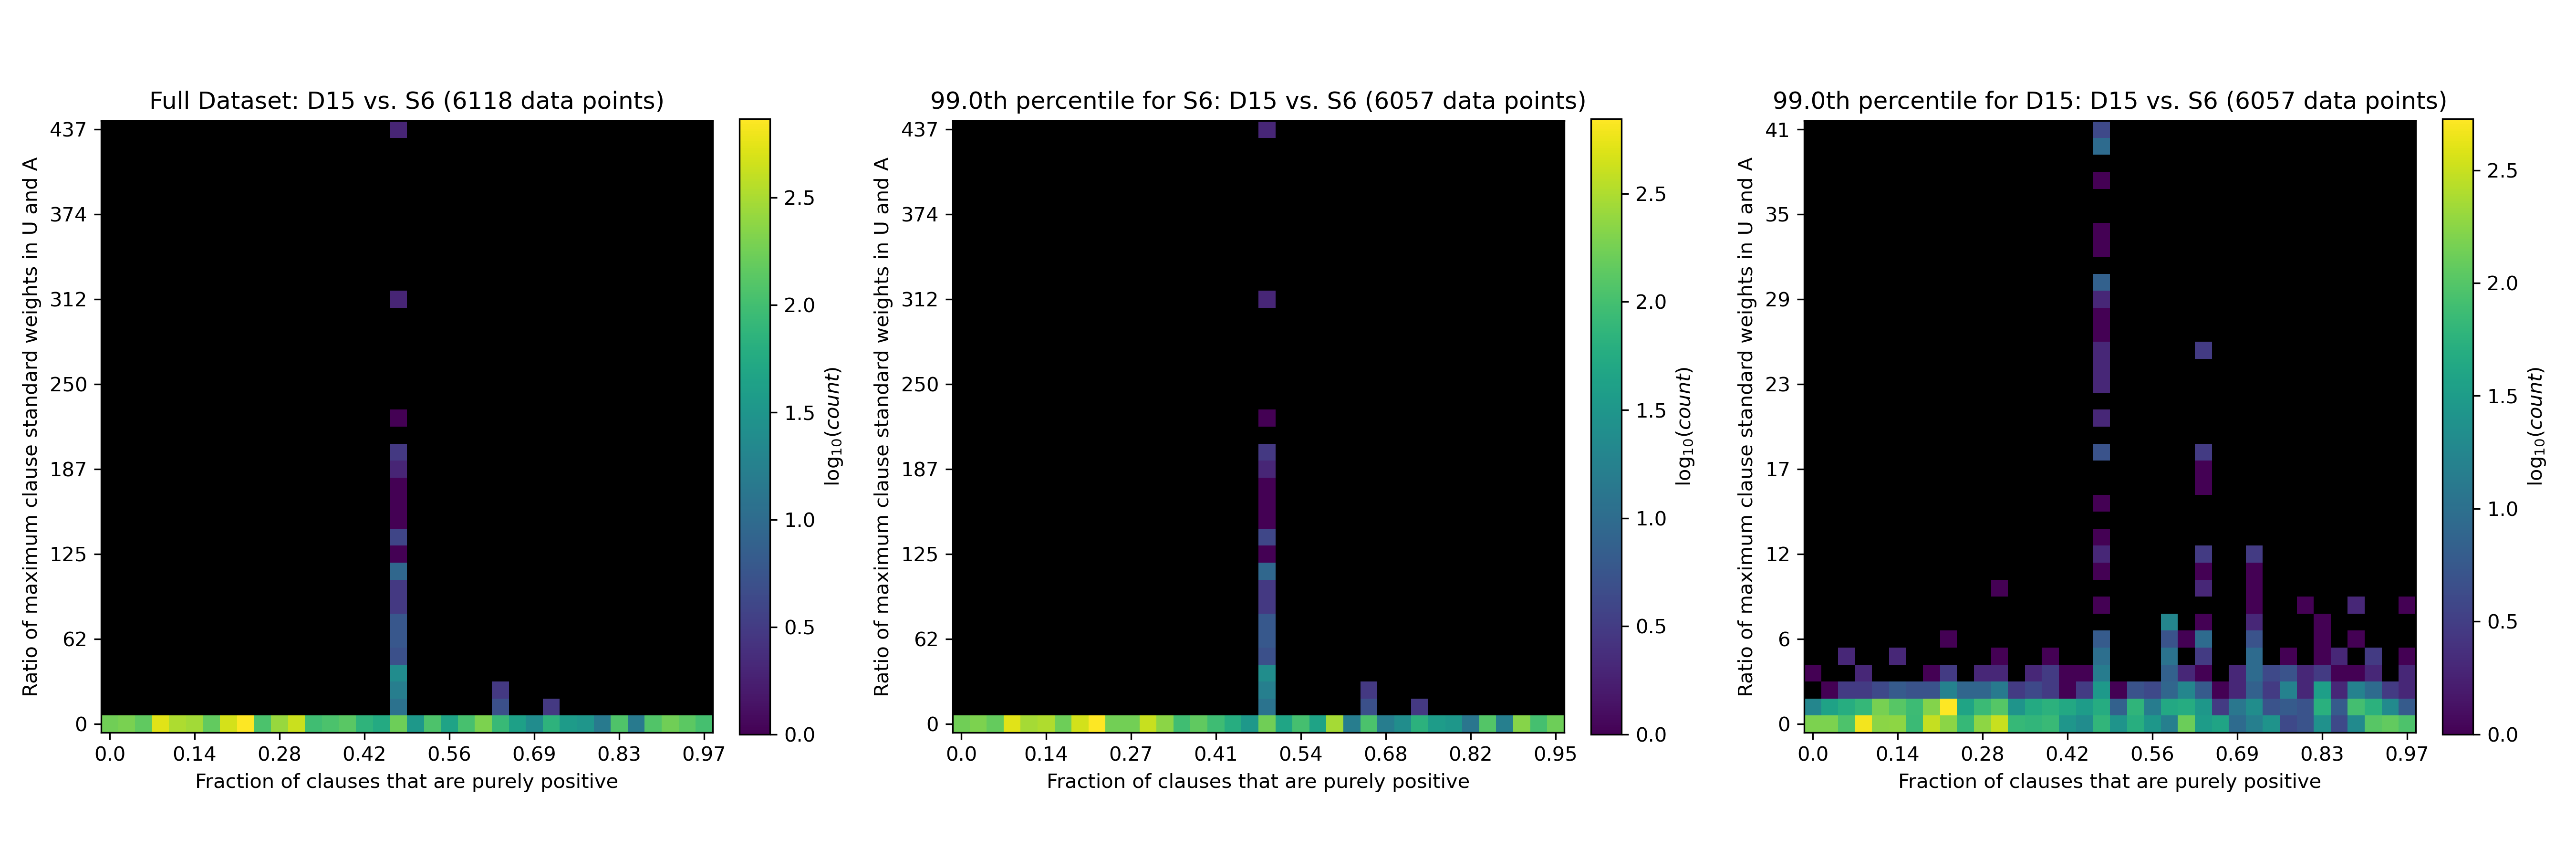 Full Dataset: D15 vs. S6 (6118 data points)
437
374
312
250
187
125
62
0
Ratio of maximum clause standard weights in U and A
0.0 0.14 0.28 0.42 0.56 0.69 0.83 0.97
Fraction of clauses that are purely positive
2.5
2.0
1.5
1.0
0.5
0.0
log₁₀(count)
99.0th percentile for S6: D15 vs. S6 (6057 data points)
437
374
312
250
187
125
62
0
Ratio of maximum clause standard weights in U and A
0.0 0.14 0.27 0.41 0.54 0.68 0.82 0.95
Fraction of clauses that are purely positive
2.5
2.0
1.5
1.0
0.5
0.0
log₁₀(count)
99.0th percentile for D15: D15 vs. S6 (6057 data points)
41
35
29
23
17
12
6
0
Ratio of maximum clause standard weights in U and A
0.0 0.14 0.28 0.42 0.56 0.69 0.83 0.97
Fraction of clauses that are purely positive
2.5
2.0
1.5
1.0
0.5
0.0
log₁₀(count)